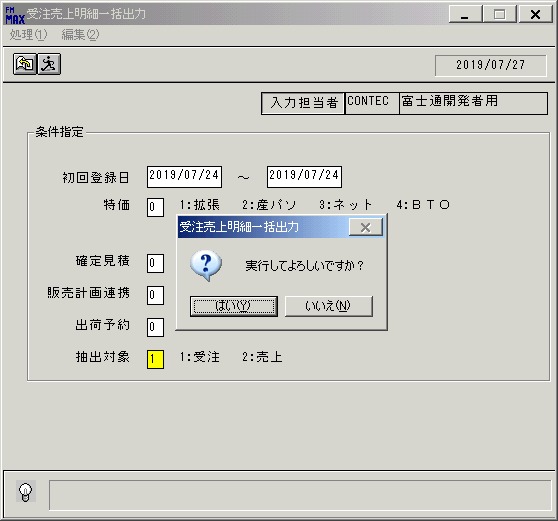 FM MAX 受注売上明細一括出力
処理(1) 編集(2)
2019/07/27
入力担当者 CONTEC 富士通開発者用
条件指定
初回登録日 2019/07/24 ～ 2019/07/24
特価 0 1:拡張 2:産パソ 3:ネット 4:ＢＴＯ
受注売上明細一括出力
確定見積 0
実行してよろしいですか？
販売計画連携 0
はい(Y) いいえ(N)
出荷予約 0
抽出対象 1 1:受注 2:売上